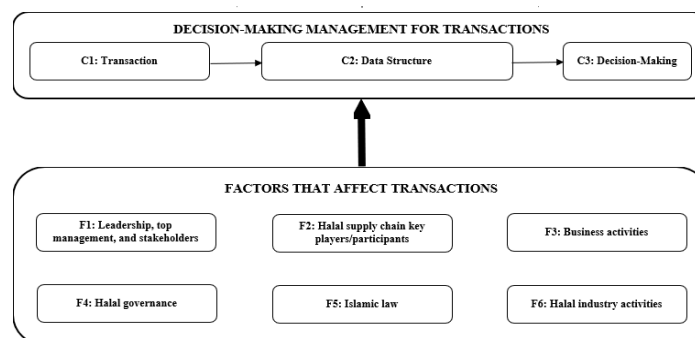 DECISION-MAKING MANAGEMENT FOR TRANSACTIONS
C1: Transaction
C2: Data Structure
C3: Decision-Making
FACTORS THAT AFFECT TRANSACTIONS
F1: Leadership, top
management, and stakeholders
F2: Halal supply chain key
players/participants
F3: Business activities
F4: Halal governance
F5: Islamic law
F6: Halal industry activities